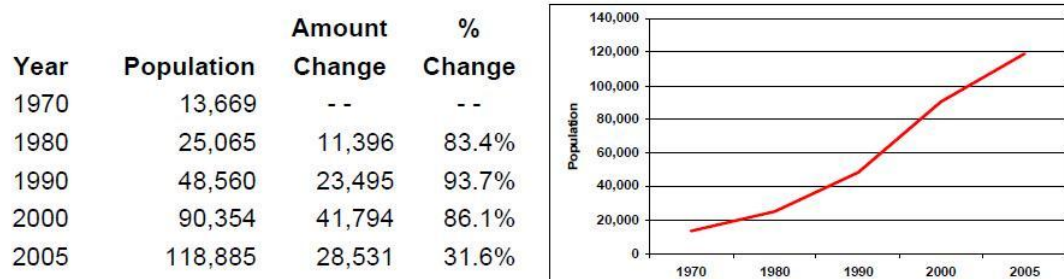 Amount %
Year Population Change Change
1970 13,669 - - - -
1980 25,065 11,396 83.4%
1990 48,560 23,495 93.7%
2000 90,354 41,794 86.1%
2005 118,885 28,531 31.6%
140,000
120,000
100,000
80,000
60,000
40,000
20,000
0
Population
1970 1980 1990 2000 2005